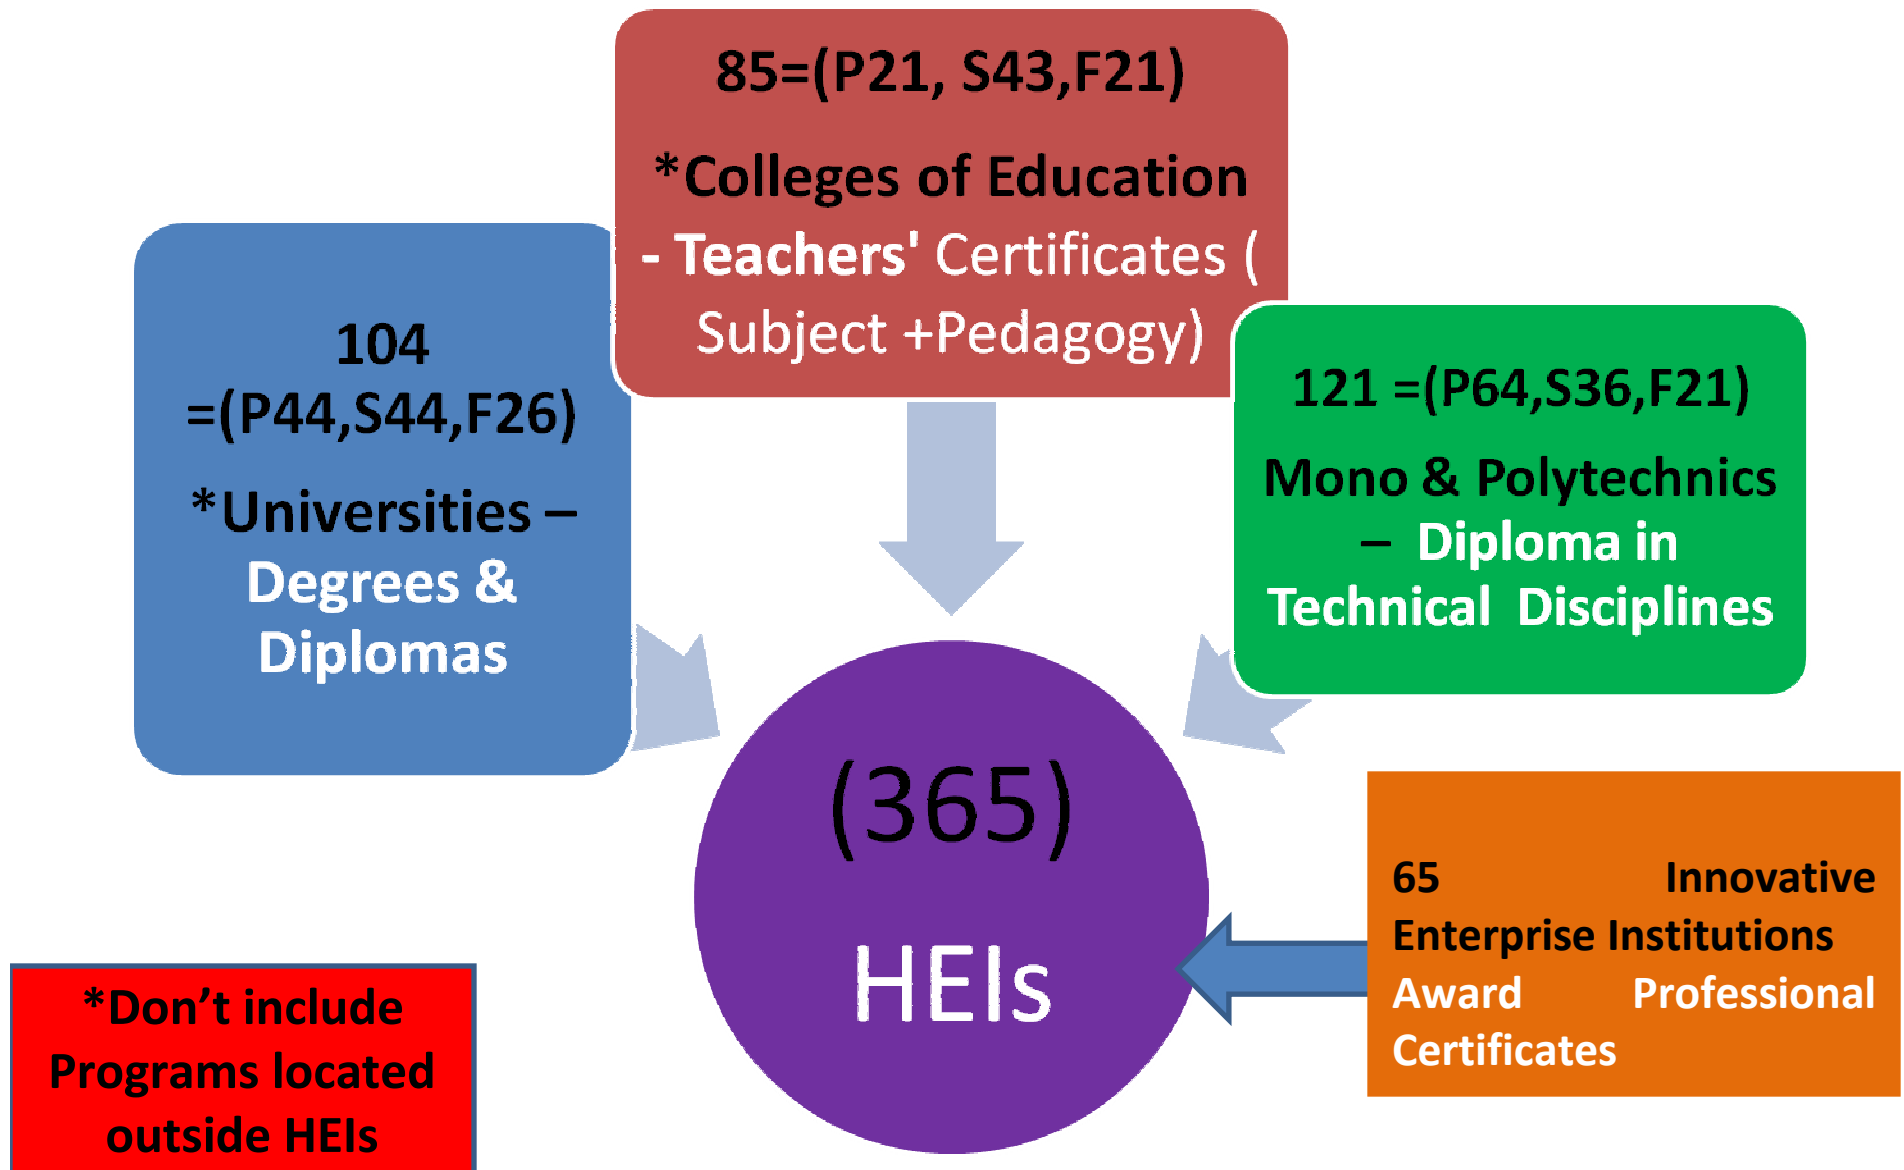 85=(P21, S43,F21)
*Colleges of Education
- Teachers' Certificates (
Subject +Pedagogy)
104
=(P44,S44,F26)
*Universities –
Degrees &
Diplomas
121 =(P64,S36,F21)
Mono & Polytechnics
– Diploma in
Technical Disciplines
(365)
HEIs
65 Innovative
Enterprise Institutions
Award Professional
Certificates
*Don’t include
Programs located
outside HEIs